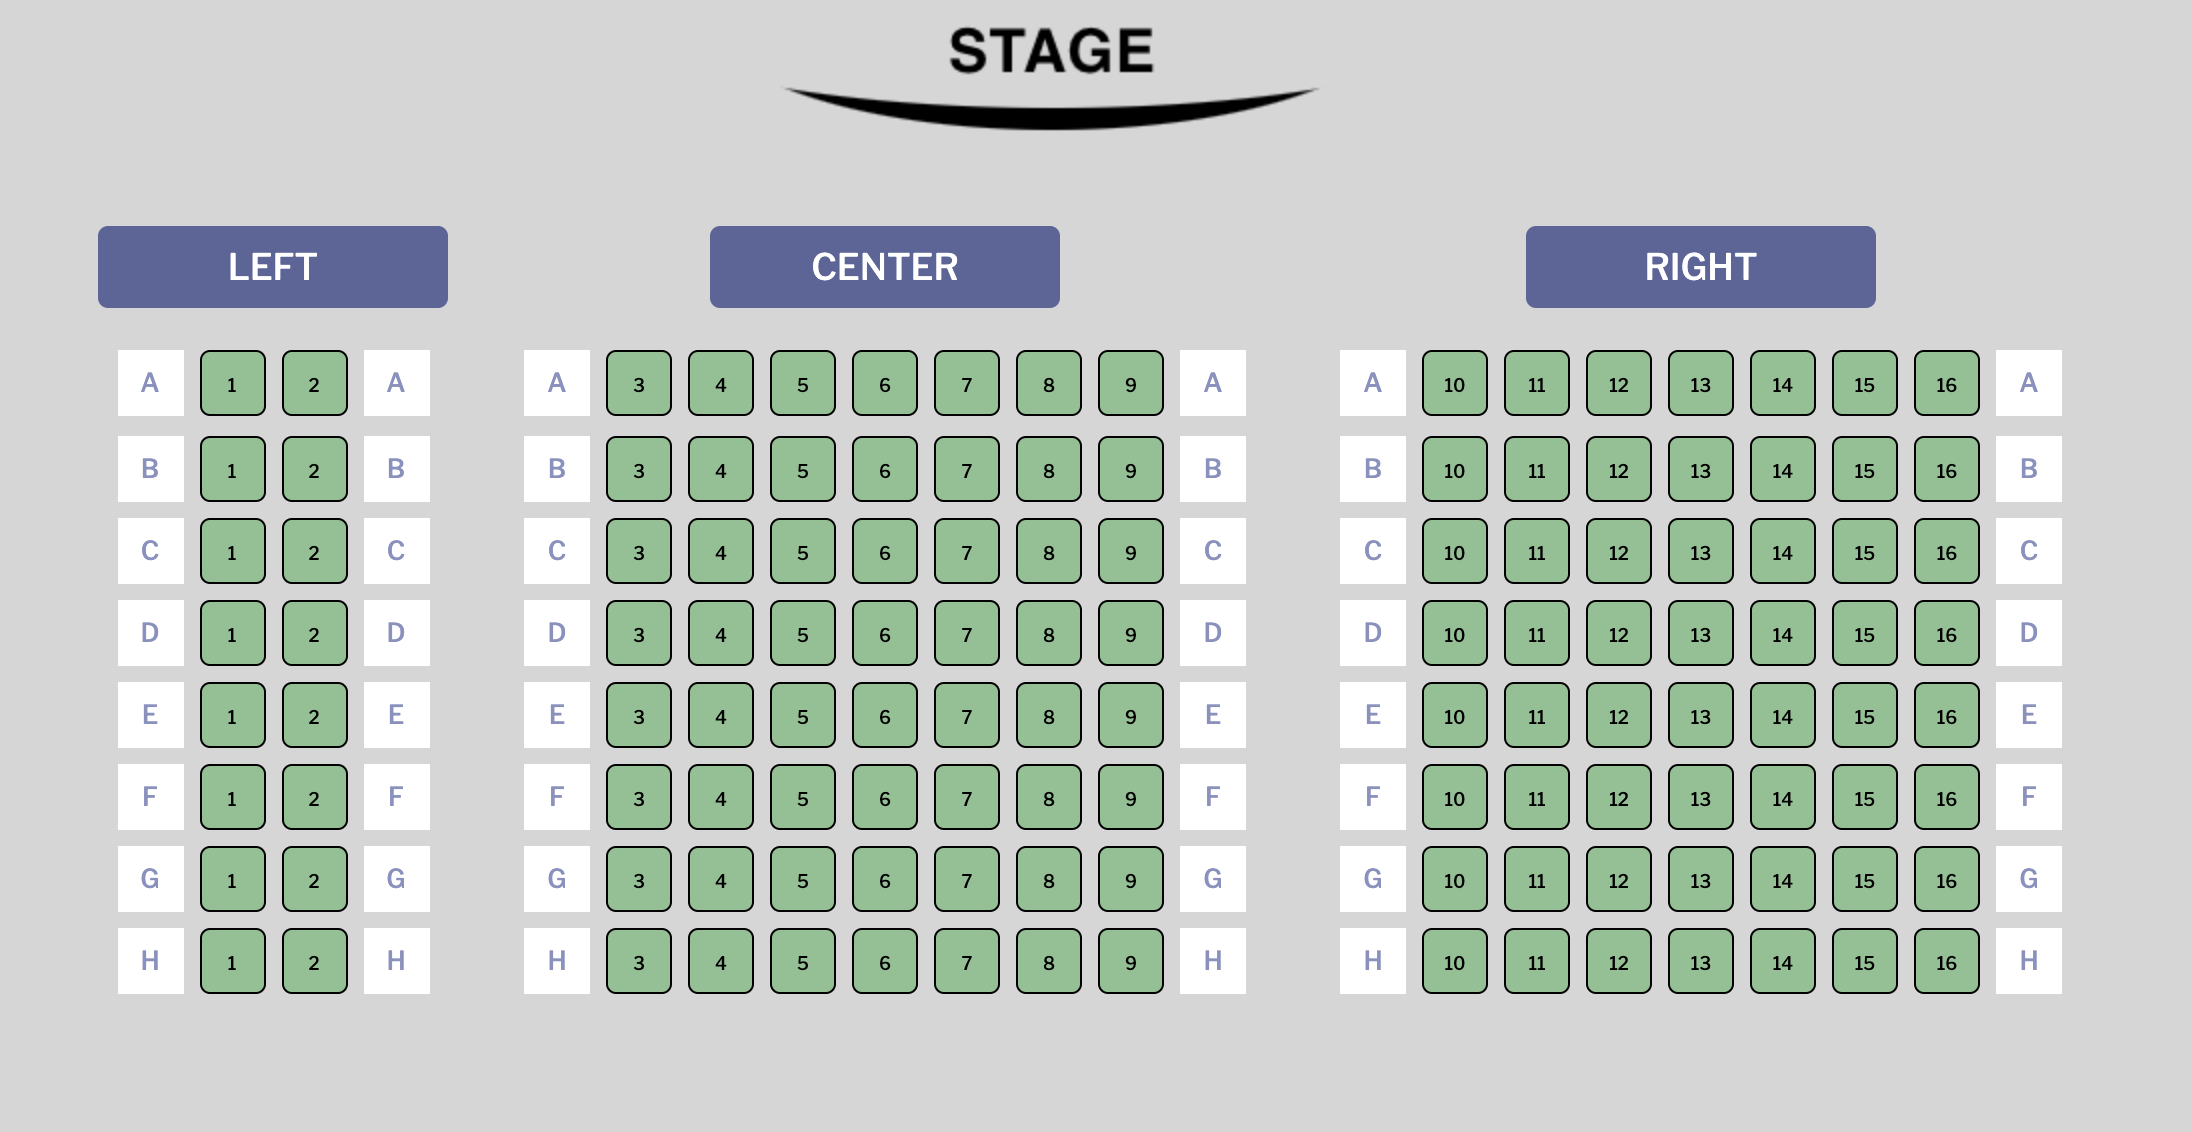 STAGE
LEFT CENTER RIGHT
A 1 2 A A 3 4 5 6 7 8 9 A A 10 11 12 13 14 15 16 A
B 1 2 B B 3 4 5 6 7 8 9 B B 10 11 12 13 14 15 16 B
C 1 2 C C 3 4 5 6 7 8 9 C C 10 11 12 13 14 15 16 C
D 1 2 D D 3 4 5 6 7 8 9 D D 10 11 12 13 14 15 16 D
E 1 2 E E 3 4 5 6 7 8 9 E E 10 11 12 13 14 15 16 E
F 1 2 F F 3 4 5 6 7 8 9 F F 10 11 12 13 14 15 16 F
G 1 2 G G 3 4 5 6 7 8 9 G G 10 11 12 13 14 15 16 G
H 1 2 H H 3 4 5 6 7 8 9 H H 10 11 12 13 14 15 16 H